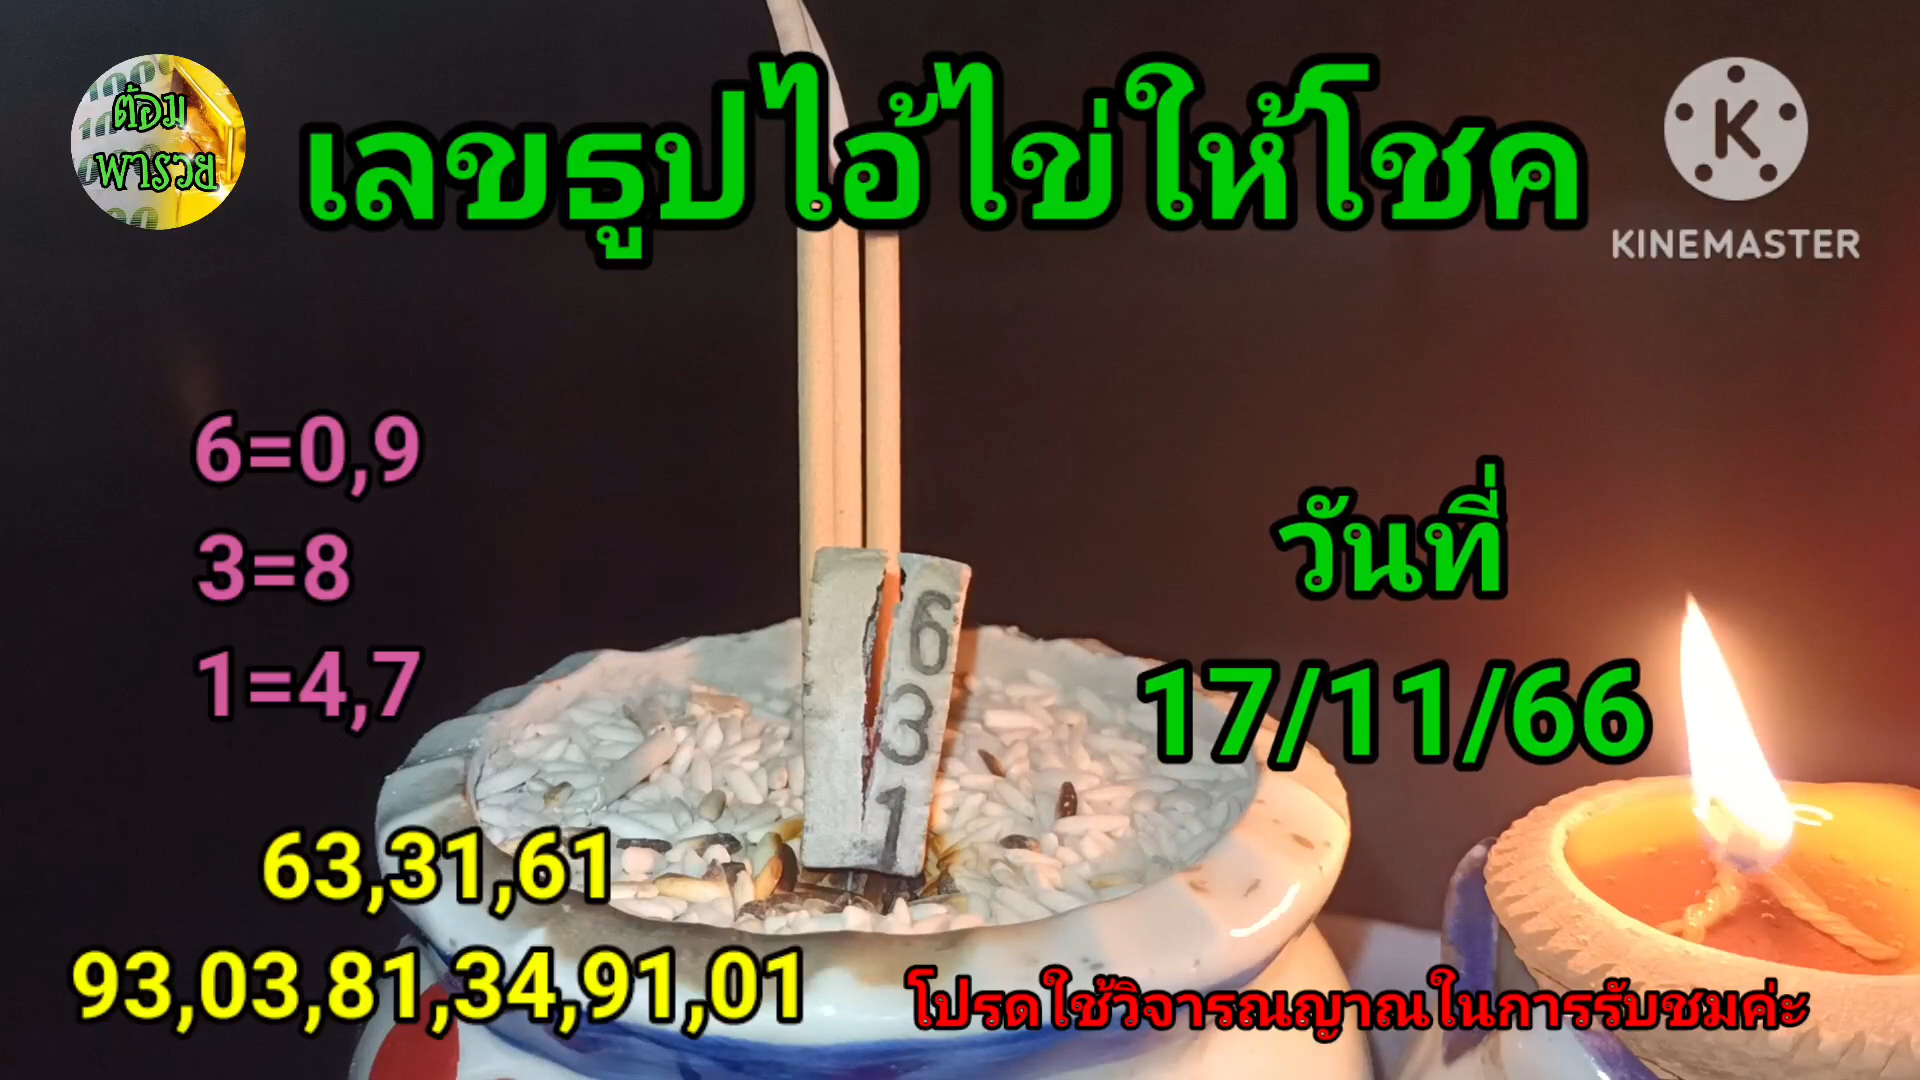 ต้อม
พารวย
เลขธูปไอ้ไข่ให้โชค
K
KINEMASTER
6=0,9
3=8
1=4,7
วันที่
17/11/66
6
3
1
63,31,61
93,03,81,34,91,01
โปรดใช้วิจารณญาณในการรับชมค่ะ